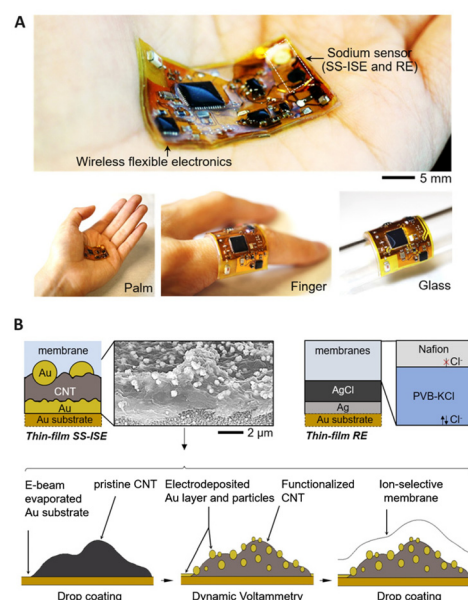 A
Sodium sensor
(SS-ISE and RE)
Wireless flexible electronics
5 mm
Palm
Finger
Glass
B
membrane
Au
CNT
Au
Au substrate
Thin-film SS-ISE
2 μm
membranes
AgCl
Ag
Au substrate
Thin-film RE
Nafion
Cl⁻
PVB-KCl
Cl⁻
E-beam
evaporated
Au substrate
pristine CNT
Electrodeposited
Au layer and particles
Functionalized
CNT
Ion-selective
membrane
Drop coating
Dynamic Voltammetry
Drop coating